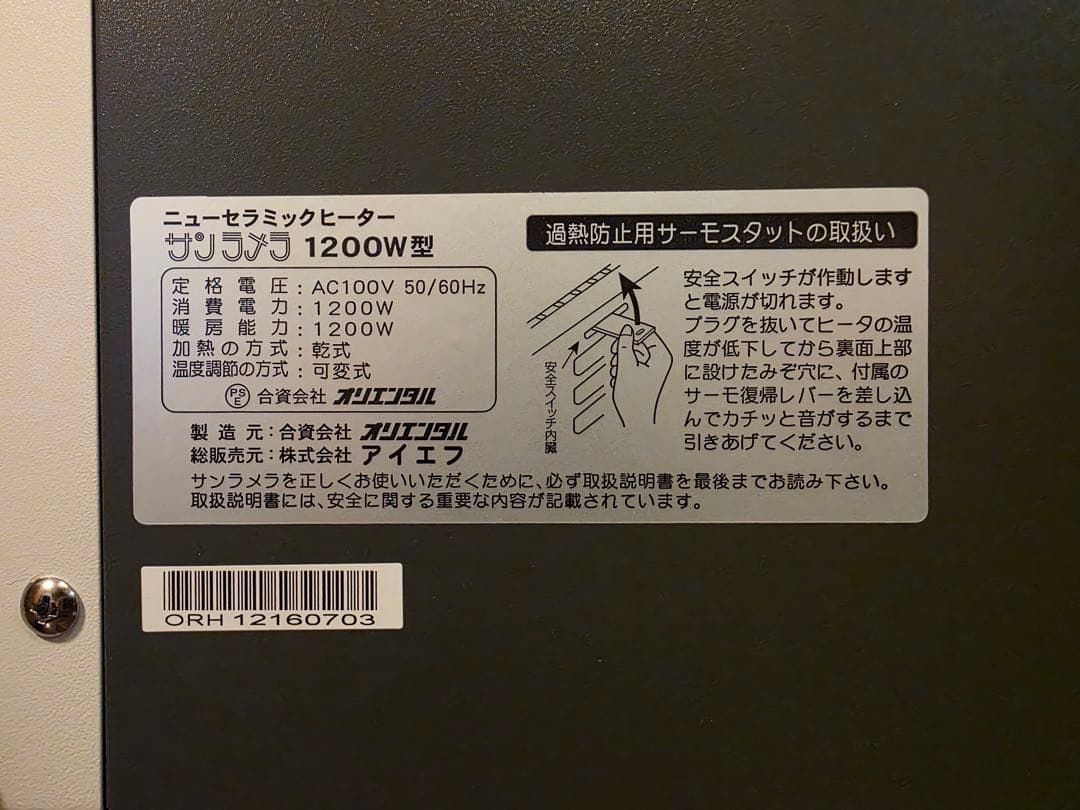 ニューセラミックヒーター
サンラメラ 1200W型
定格電圧：AC100V 50/60Hz
消費電力：1200W
暖房能力：1200W
加熱の方式：乾式
温度調節の方式：可変式
PSE 合資会社 オリエンタル
製造元：合資会社 オリエンタル
総販売元：株式会社 アイエフ
過熱防止用サーモスタットの取扱い
安全スイッチ内臓
安全スイッチが作動します
と電源が切れます。
プラグを抜いてヒータの温
度が低下してから裏面上部
に設けたみぞ穴に、付属の
サーモ復帰レバーを差し込
んでカチッと音がするまで
引きあげてください。
サンラメラを正しくお使いいただくために、必ず取扱説明書を最後までお読み下さい。
取扱説明書には、安全に関する重要な内容が記載されています。
ORH 12160703